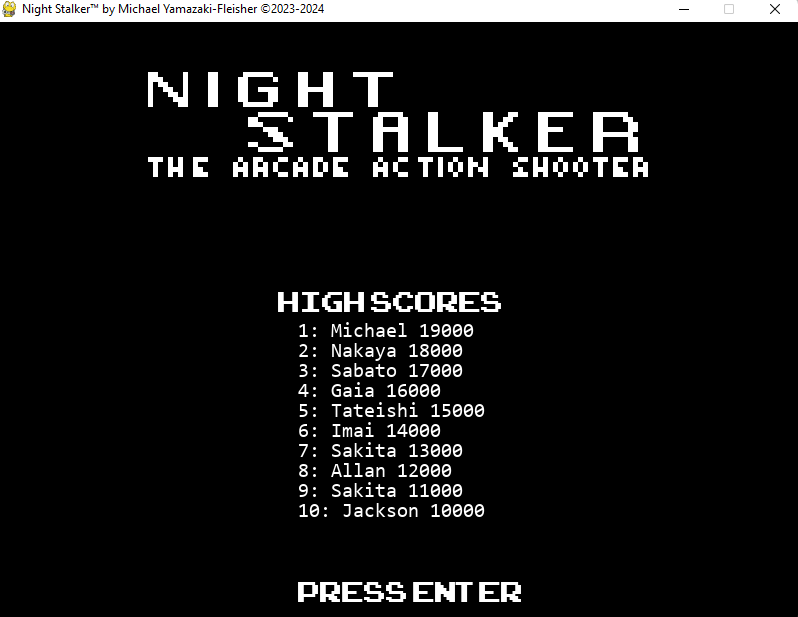 Night Stalker™ by Michael Yamazaki-Fleisher ©2023-2024
NIGHT
STALKER
THE ARCADE ACTION SHOOTER
HIGH SCORES
1: Michael 19000
2: Nakaya 18000
3: Sabato 17000
4: Gaia 16000
5: Tateishi 15000
6: Imai 14000
7: Sakita 13000
8: Allan 12000
9: Sakita 11000
10: Jackson 10000
PRESS ENTER